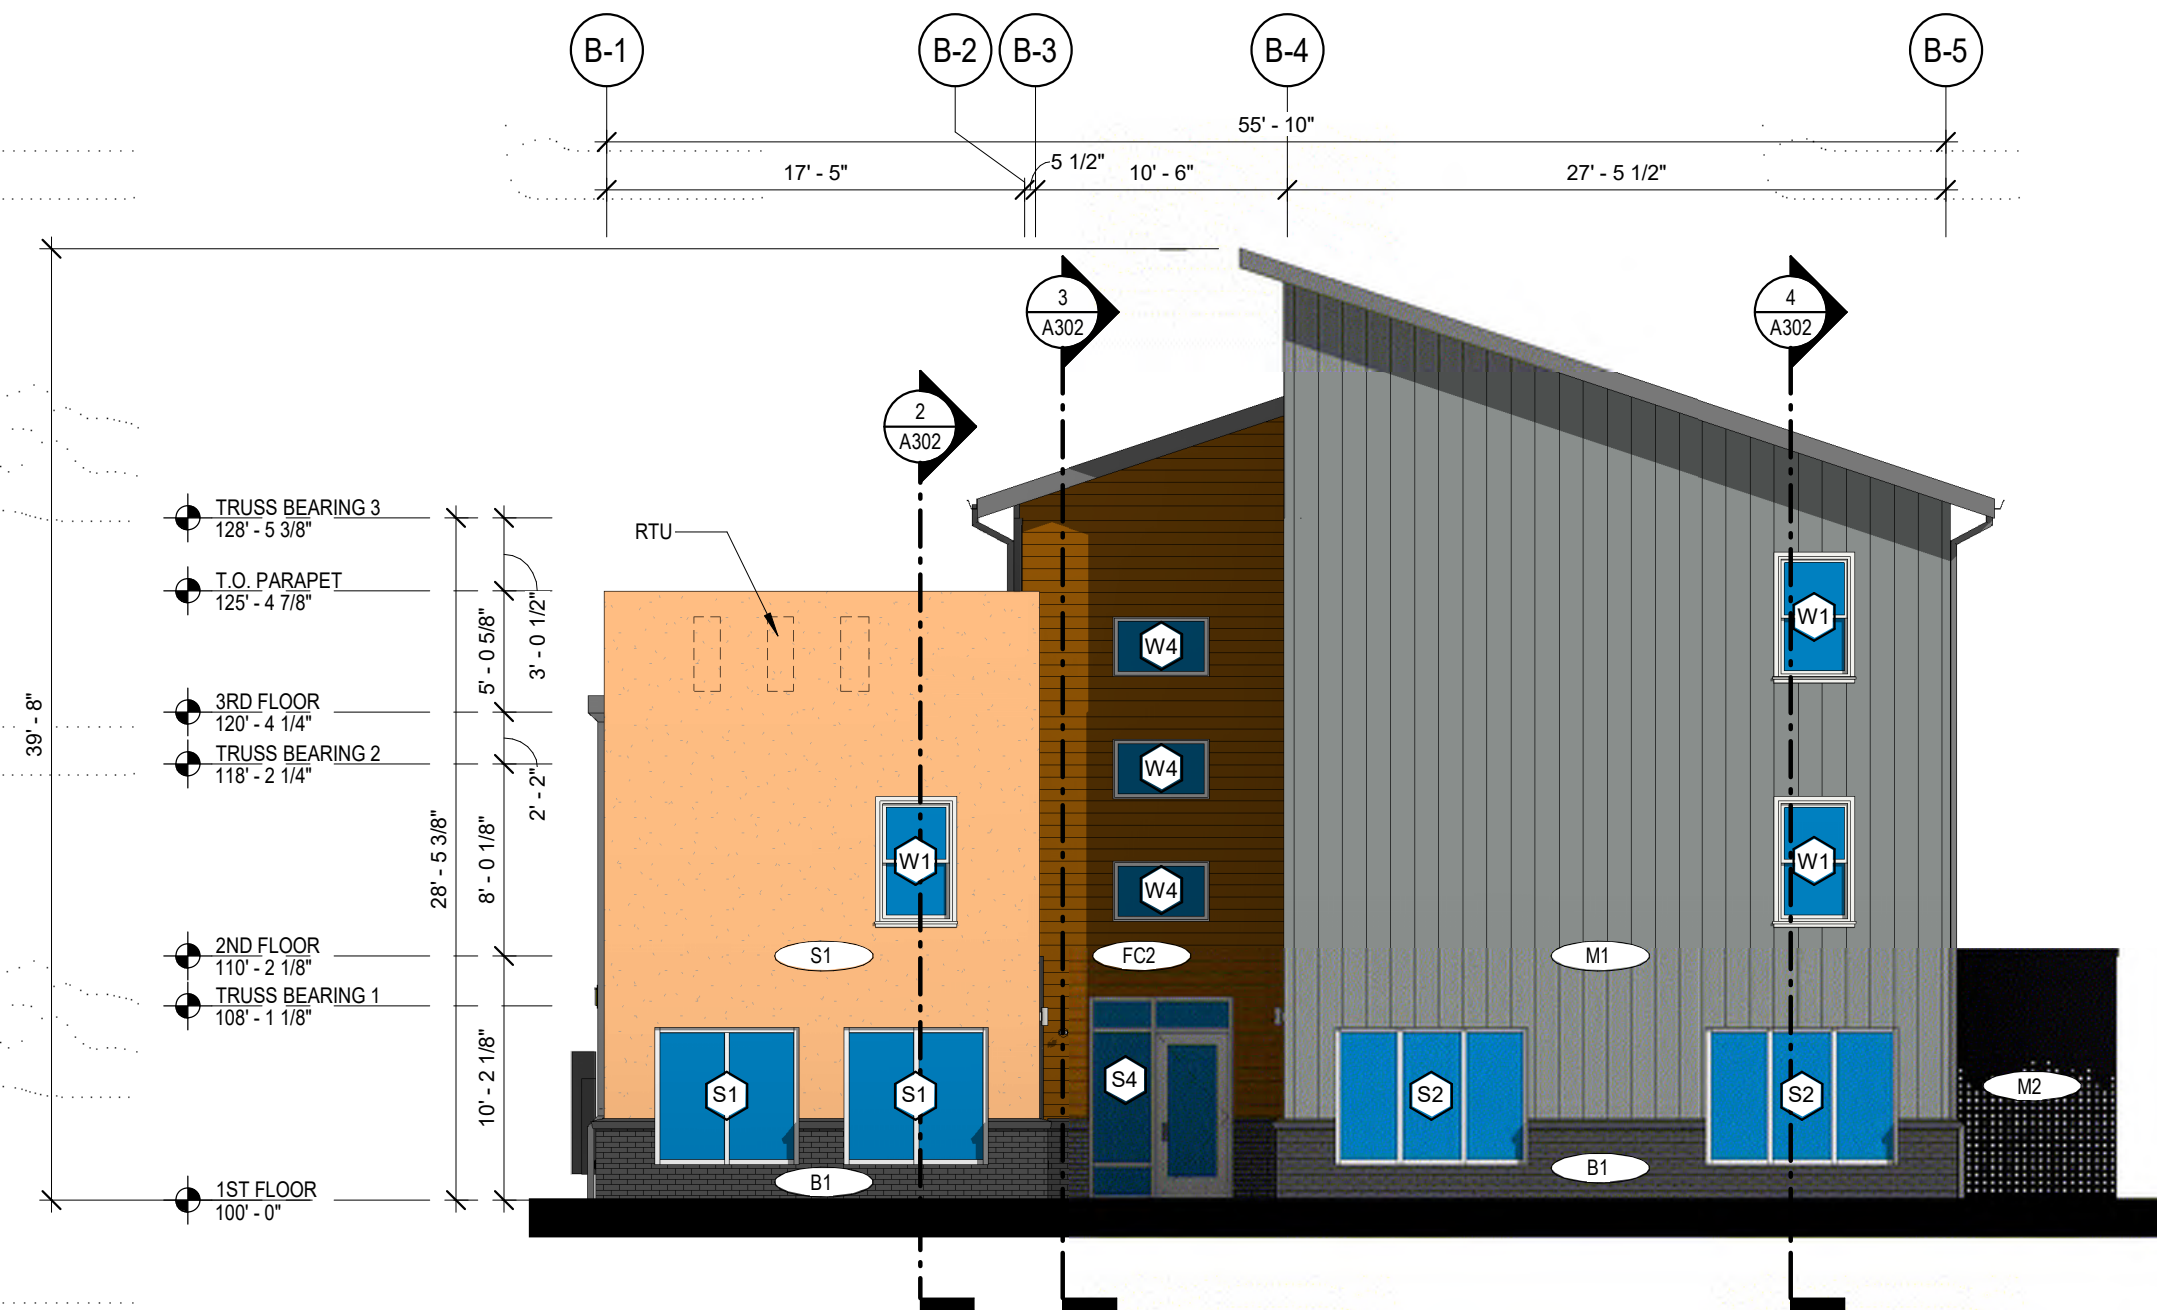 B-1
B-2
B-3
B-4
B-5
55' - 10"
17' - 5"
5 1/2"
10' - 6"
27' - 5 1/2"
3
A302
4
A302
2
A302
TRUSS BEARING 3
128' - 5 3/8"
RTU
T.O. PARAPET
125' - 4 7/8"
3RD FLOOR
120' - 4 1/4"
TRUSS BEARING 2
118' - 2 1/4"
2ND FLOOR
110' - 2 1/8"
TRUSS BEARING 1
108' - 1 1/8"
1ST FLOOR
100' - 0"
39' - 8"
28' - 5 3/8"
5' - 0 5/8"
8' - 0 1/8"
10' - 2 1/8"
3' - 0 1/2"
2' - 2"
W4
W1
W4
W1
W4
W1
S1
FC2
M1
S1
S1
S4
S2
S2
M2
B1
B1